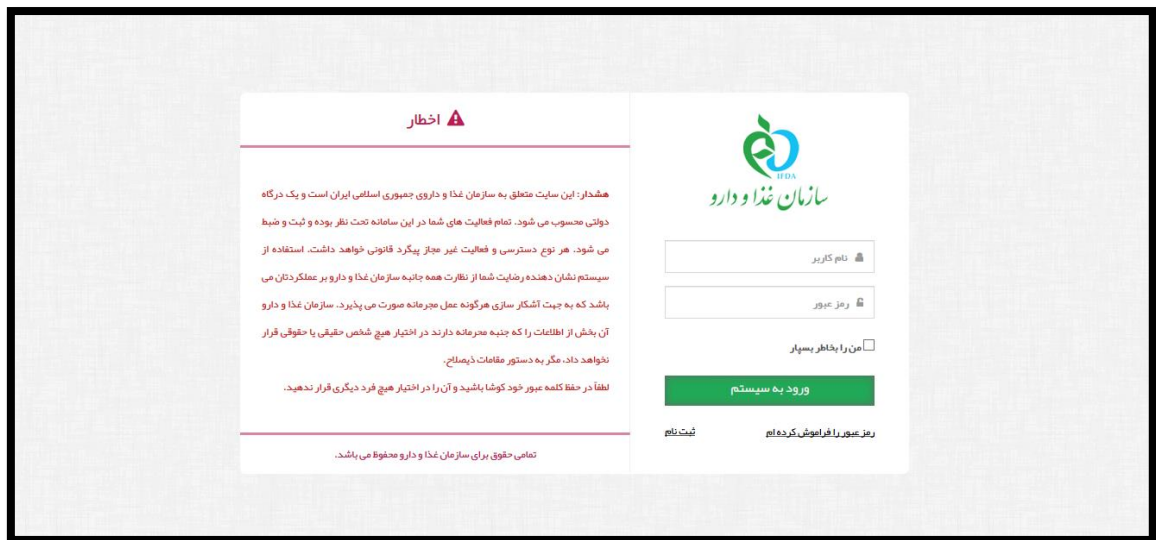 IFDA
سازمان غذا و دارو
نام کاربر
رمز عبور
من را بخاطر بسپار
ورود به سیستم
رمز عبور را فراموش کرده ام
ثبت نام
اخطار
هشدار: این سایت متعلق به سازمان غذا و داروی جمهوری اسلامی ایران است و یک درگاه
دولتی محسوب می شود. تمام فعالیت های شما در این سامانه تحت نظر بوده و ثبت و ضبط
می شود. هر نوع دسترسی و فعالیت غیر مجاز پیگرد قانونی خواهد داشت. استفاده از
سیستم نشان دهنده رضایت شما از نظارت همه جانبه سازمان غذا و دارو بر عملکردتان می
باشد که به جهت آشکار سازی هرگونه عمل مجرمانه صورت می پذیرد. سازمان غذا و دارو
آن بخش از اطلاعات را که جنبه محرمانه دارند در اختیار هیچ شخص حقیقی یا حقوقی قرار
نخواهد داد، مگر به دستور مقامات ذیصلاح.
لطفاً در حفظ کلمه عبور خود کوشا باشید و آن را در اختیار هیچ فرد دیگری قرار ندهید.
تمامی حقوق برای سازمان غذا و دارو محفوظ می باشد.